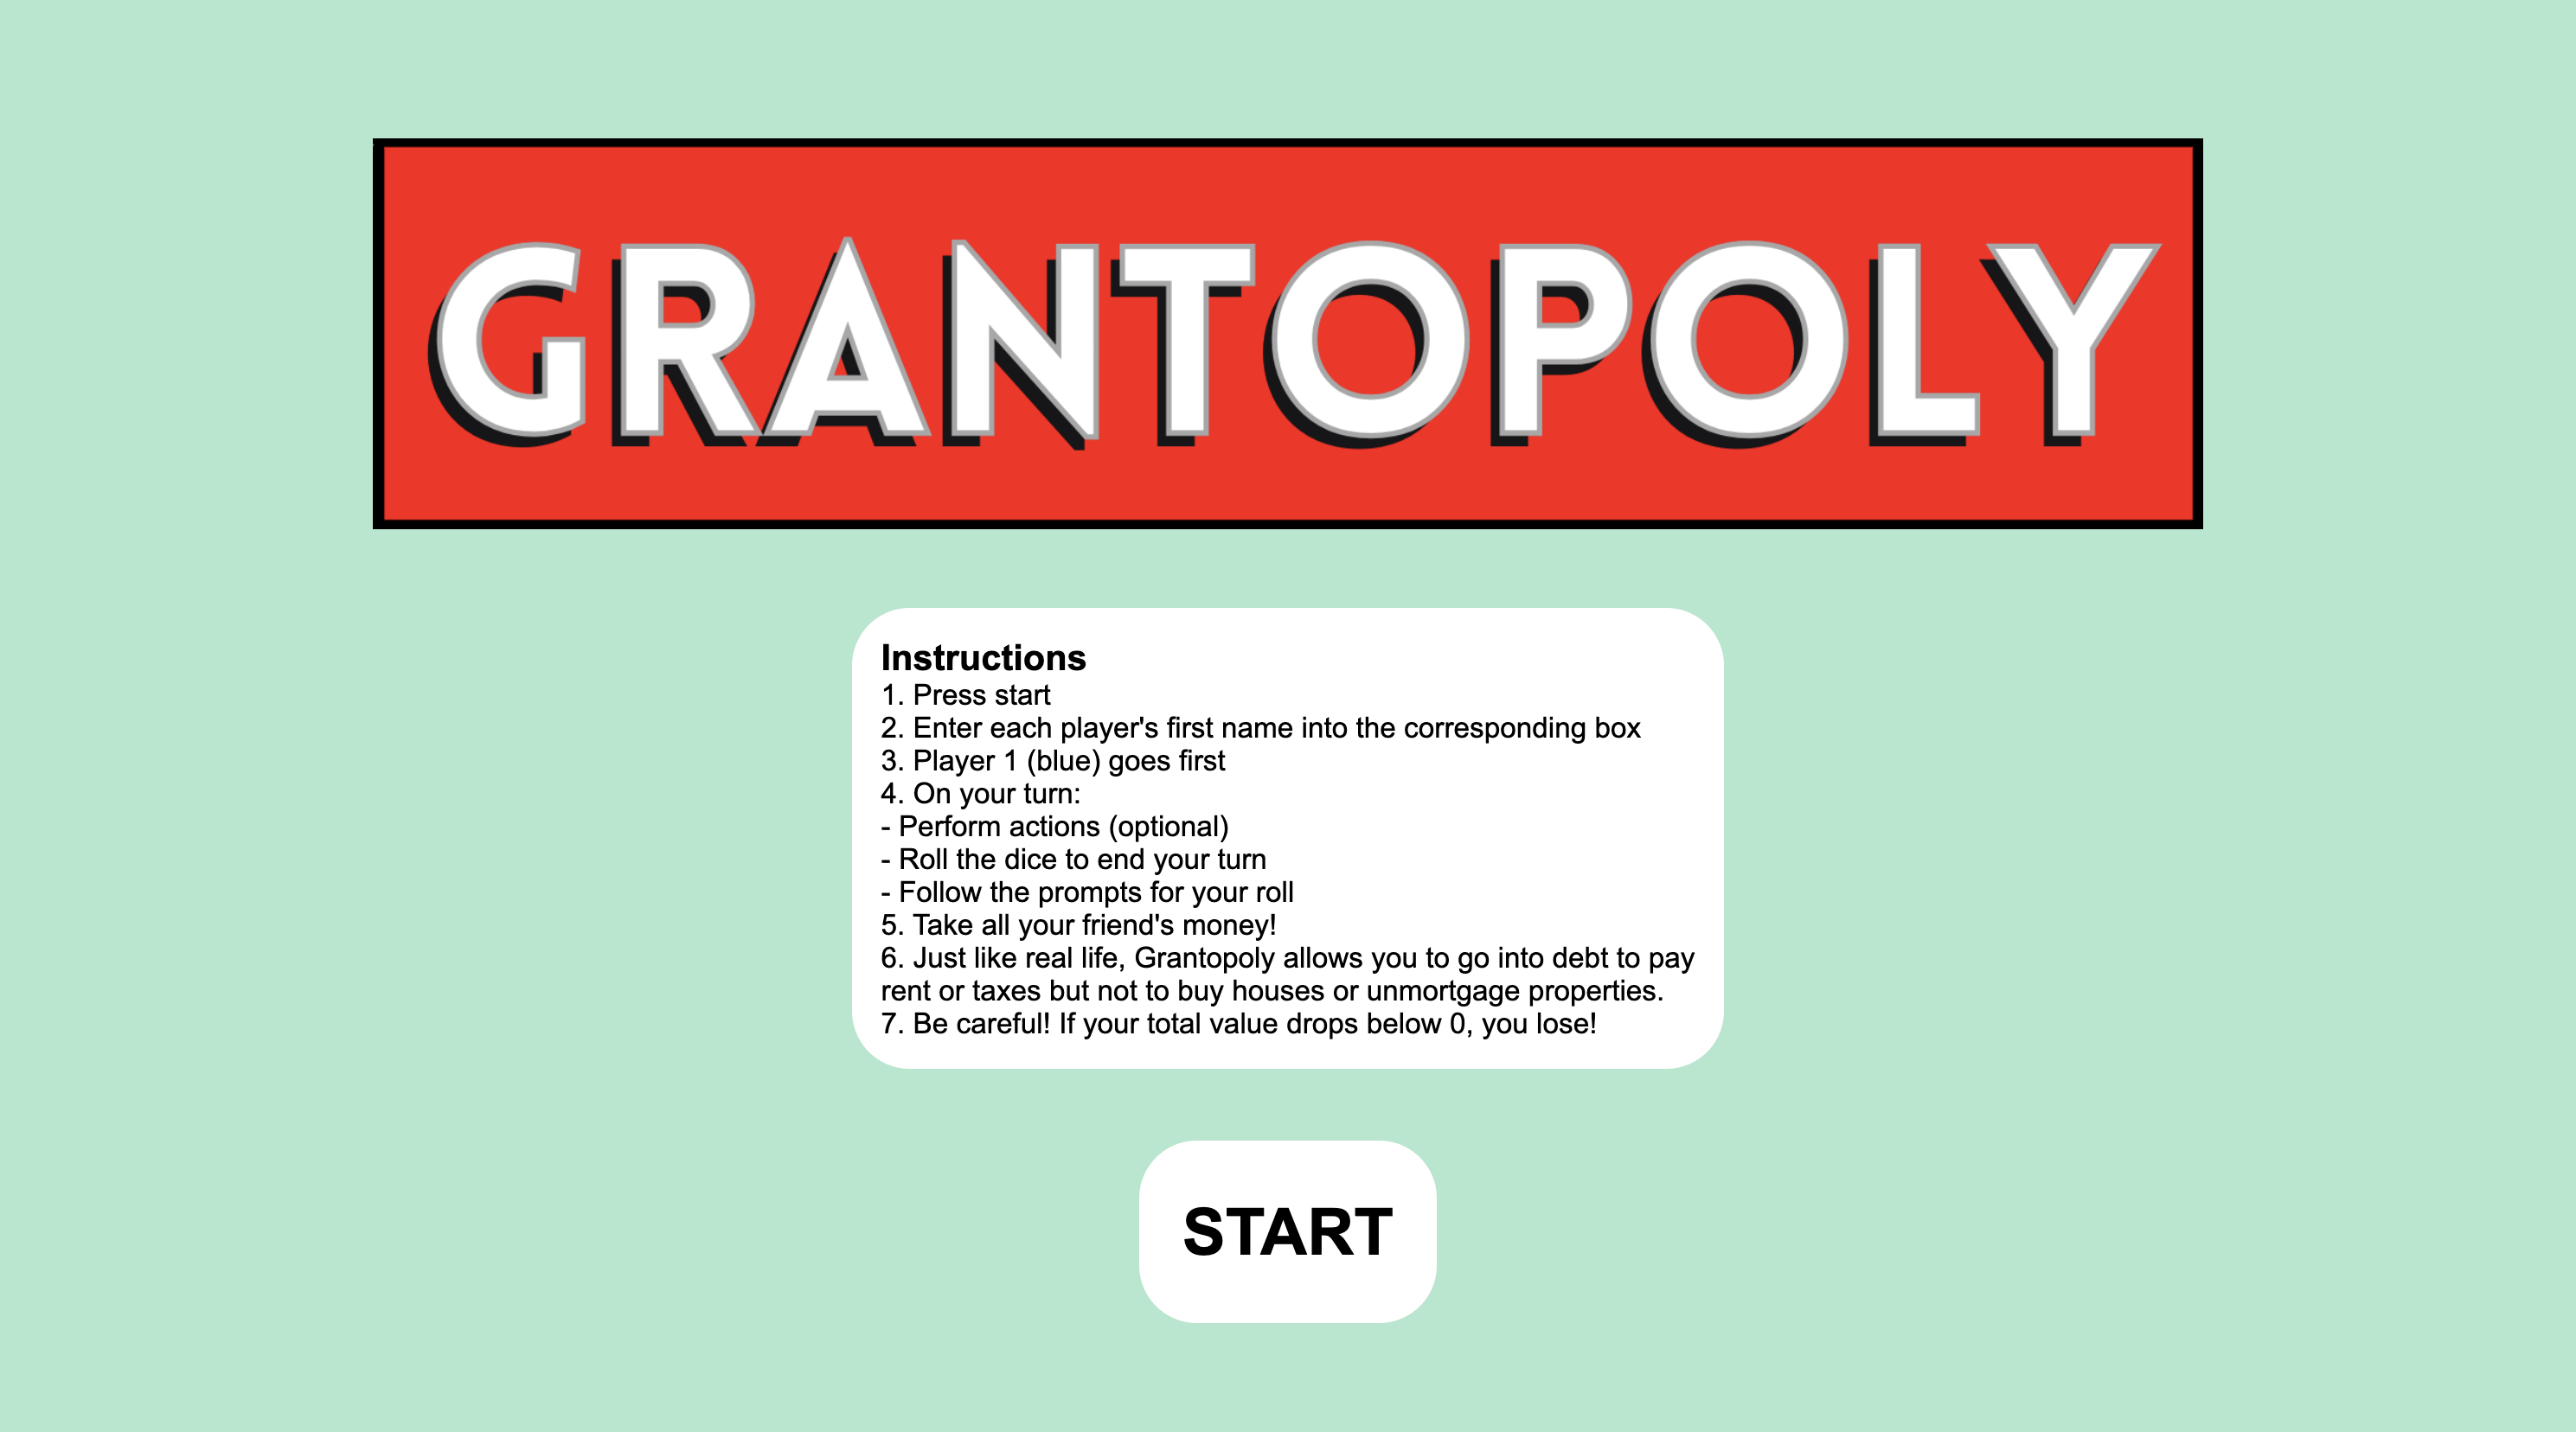 GRANTOPOLY
Instructions
1. Press start
2. Enter each player's first name into the corresponding box
3. Player 1 (blue) goes first
4. On your turn:
- Perform actions (optional)
- Roll the dice to end your turn
- Follow the prompts for your roll
5. Take all your friend's money!
6. Just like real life, Grantopoly allows you to go into debt to pay
rent or taxes but not to buy houses or unmortgage properties.
7. Be careful! If your total value drops below 0, you lose!
START